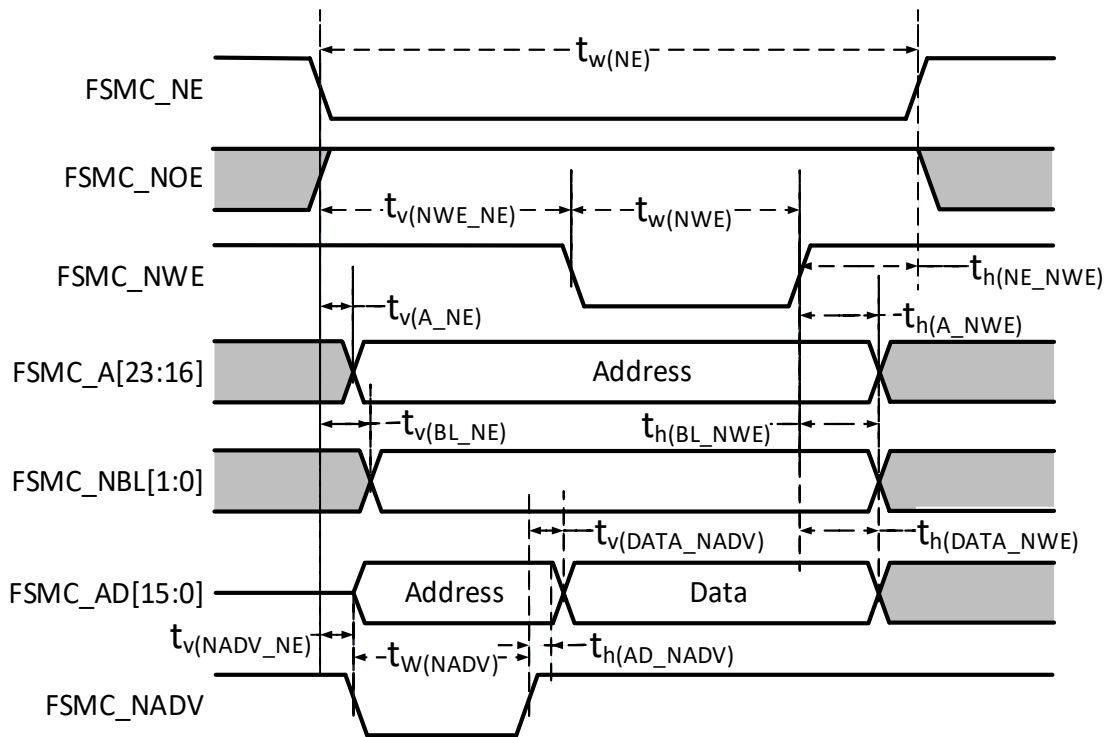 t_w(NE)
FSMC_NE
FSMC_NOE
t_v(NWE_NE) t_w(NWE)
FSMC_NWE
t_h(NE_NWE)
t_v(A_NE) t_h(A_NWE)
FSMC_A[23:16] Address
t_v(BL_NE) t_h(BL_NWE)
FSMC_NBL[1:0]
t_v(DATA_NADV) t_h(DATA_NWE)
FSMC_AD[15:0] Address Data
t_v(NADV_NE) t_W(NADV) t_h(AD_NADV)
FSMC_NADV